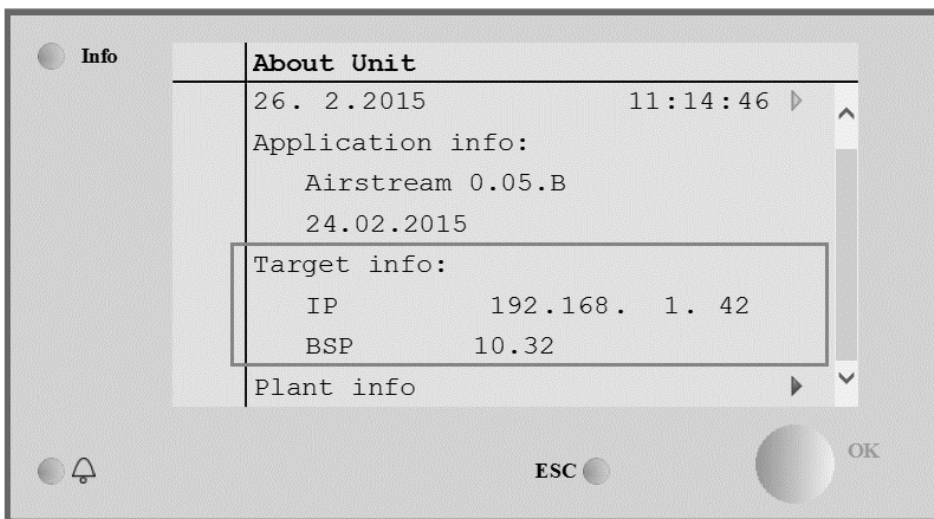 Info
About Unit
26. 2.2015 11:14:46
Application info:
Airstream 0.05.B
24.02.2015
Target info:
IP 192.168. 1. 42
BSP 10.32
Plant info
OK
ESC